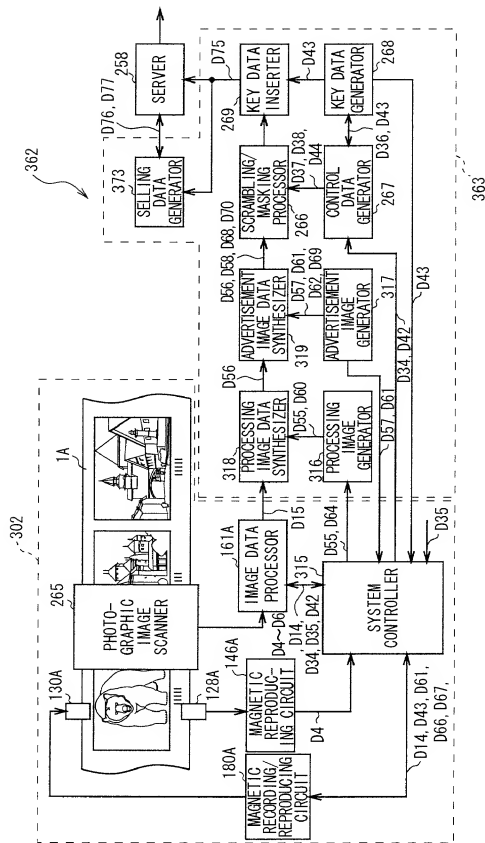 302
265
130A
PHOTO-
GRAPHIC
IMAGE
SCANNER
1A
128A
180A
MAGNETIC
RECORDING/
REPRODUCING
CIRCUIT
146A
MAGNETIC
REPRODUC-
ING CIRCUIT
D4
D4~D6
161A
IMAGE DATA
PROCESSOR
D15
D14,
D34, D35, D42
315
SYSTEM
CONTROLLER
D35
D14, D43, D61,
D66, D67,
D55, D64
318
PROCESSING
IMAGE DATA
SYNTHESIZER
D55, D60
316
PROCESSING
IMAGE
GENERATOR
D56
ADVERTISEMENT
IMAGE DATA
SYNTHESIZER
319
D57, D61,
D62, D69
ADVERTISEMENT
IMAGE
GENERATOR
317
D57, D61
D56, D58, D68, D70
SCRAMBLING/
MASKING
PROCESSOR
266
D37, D38,
D44
CONTROL
DATA
GENERATOR
267
D34, D42
269
KEY DATA
INSERTER
D75
D43
D36, D43
KEY DATA
GENERATOR
268
D43
363
362
373
SELLING
DATA
GENERATOR
D76, D77
258
SERVER